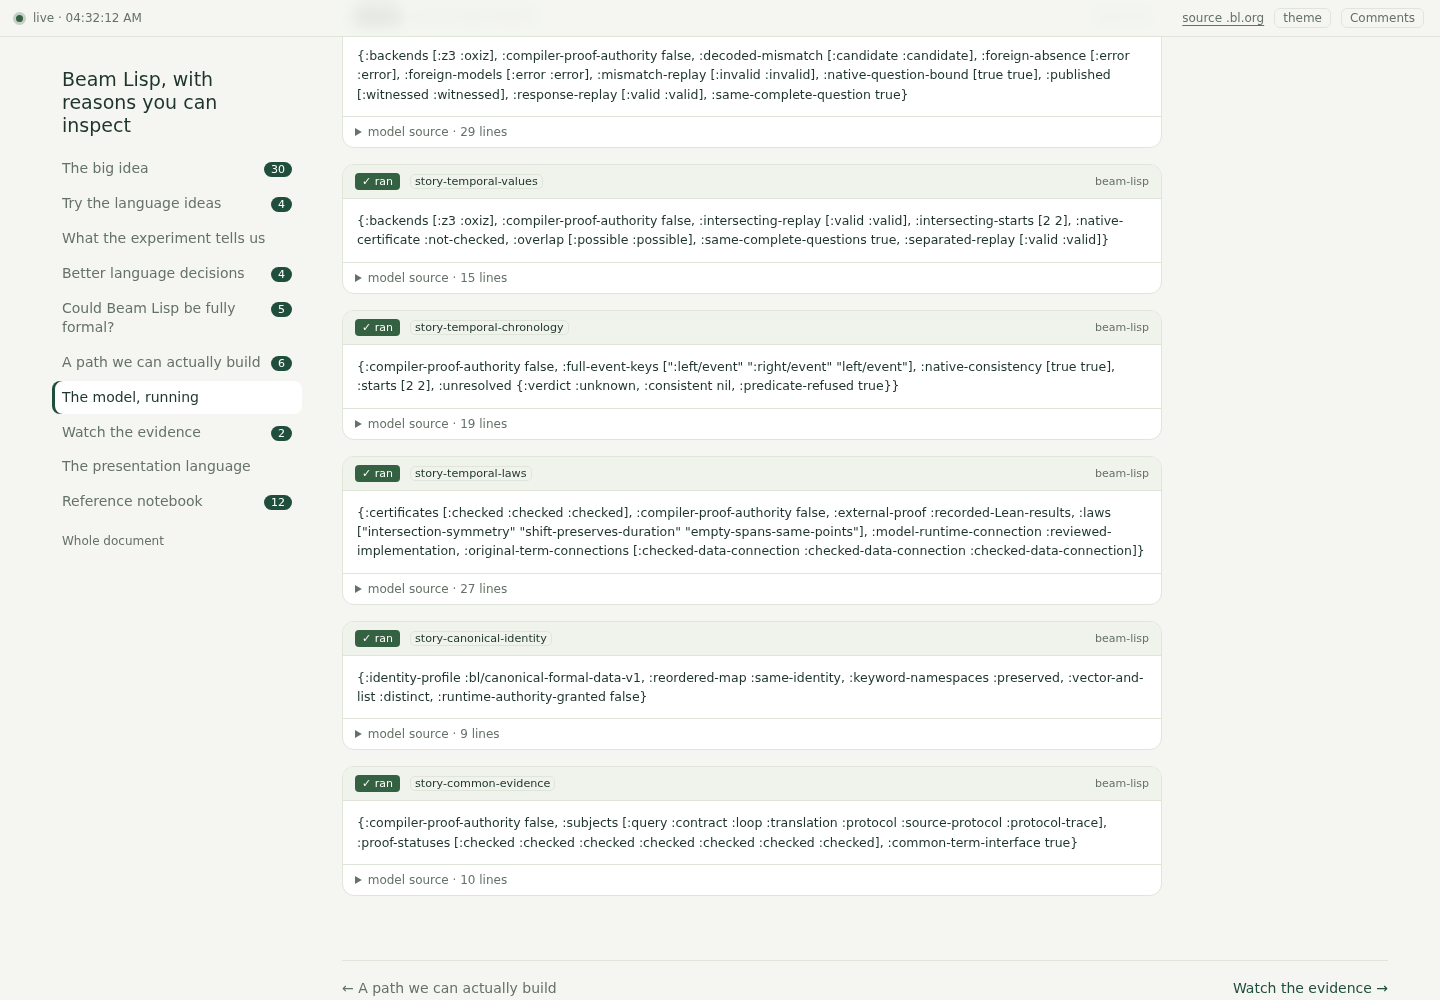 live · 04:32:12 AM
source .bl.org
theme
Comments
Beam Lisp, with
reasons you can
inspect
The big idea 30
Try the language ideas 4
What the experiment tells us
Better language decisions 4
Could Beam Lisp be fully 5
formal?
A path we can actually build 6
The model, running
Watch the evidence 2
The presentation language
Reference notebook 12
Whole document
{:backends [:z3 :oxiz], :compiler-proof-authority false, :decoded-mismatch [:candidate :candidate], :foreign-absence [:error
:error], :foreign-models [:error :error], :mismatch-replay [:invalid :invalid], :native-question-bound [true true], :published
[:witnessed :witnessed], :response-replay [:valid :valid], :same-complete-question true}
▶ model source · 29 lines
✓ ran story-temporal-values beam-lisp
{:backends [:z3 :oxiz], :compiler-proof-authority false, :intersecting-replay [:valid :valid], :intersecting-starts [2 2], :native-
certificate :not-checked, :overlap [:possible :possible], :same-complete-questions true, :separated-replay [:valid :valid]}
▶ model source · 15 lines
✓ ran story-temporal-chronology beam-lisp
{:compiler-proof-authority false, :full-event-keys [":left/event" ":right/event" "left/event"], :native-consistency [true true],
:starts [2 2], :unresolved {:verdict :unknown, :consistent nil, :predicate-refused true}}
▶ model source · 19 lines
✓ ran story-temporal-laws beam-lisp
{:certificates [:checked :checked :checked], :compiler-proof-authority false, :external-proof :recorded-Lean-results, :laws
["intersection-symmetry" "shift-preserves-duration" "empty-spans-same-points"], :model-runtime-connection :reviewed-
implementation, :original-term-connections [:checked-data-connection :checked-data-connection :checked-data-connection]}
▶ model source · 27 lines
✓ ran story-canonical-identity beam-lisp
{:identity-profile :bl/canonical-formal-data-v1, :reordered-map :same-identity, :keyword-namespaces :preserved, :vector-and-
list :distinct, :runtime-authority-granted false}
▶ model source · 9 lines
✓ ran story-common-evidence beam-lisp
{:compiler-proof-authority false, :subjects [:query :contract :loop :translation :protocol :source-protocol :protocol-trace],
:proof-statuses [:checked :checked :checked :checked :checked :checked :checked], :common-term-interface true}
▶ model source · 10 lines
← A path we can actually build
Watch the evidence →